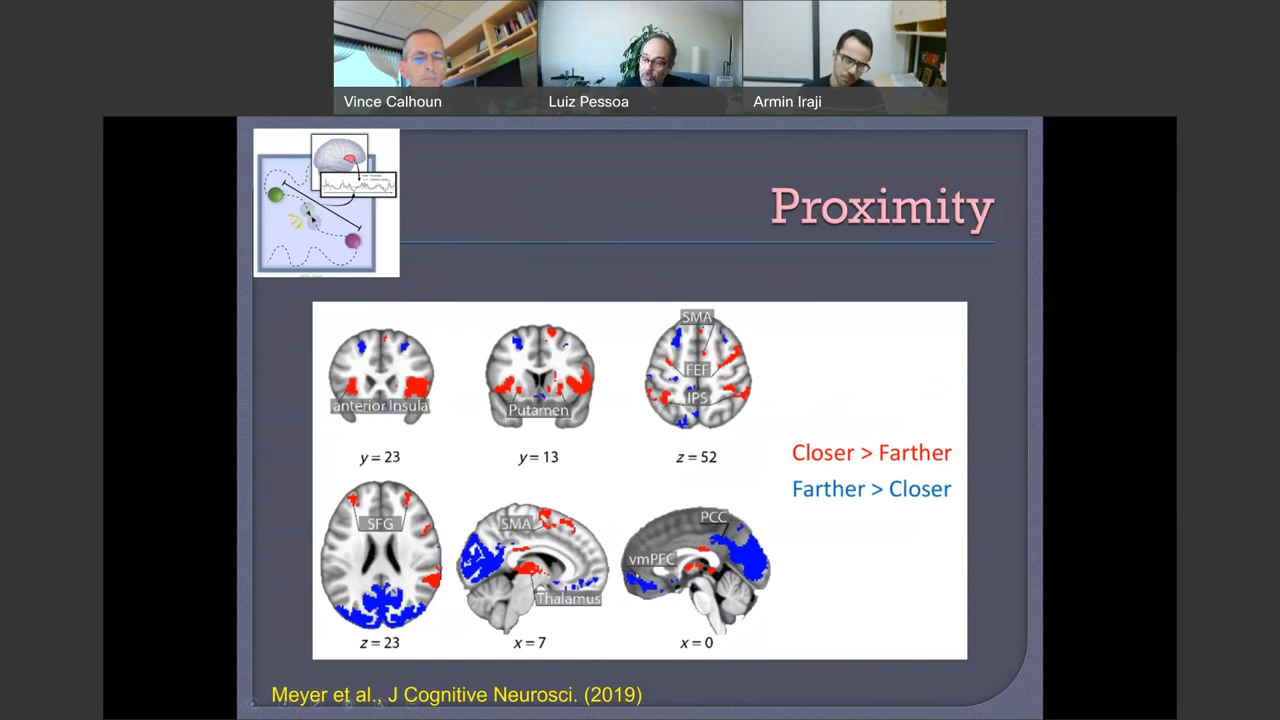 Vince Calhoun
Luiz Pessoa
Armin Iraji
Proximity
SMA
FEF
IPS
anterior Insula
Putamen
y = 23
y = 13
z = 52
Closer > Farther
Farther > Closer
SFG
SMA
Thalamus
PCC
vmPFC
z = 23
x = 7
x = 0
Meyer et al., J Cognitive Neurosci. (2019)